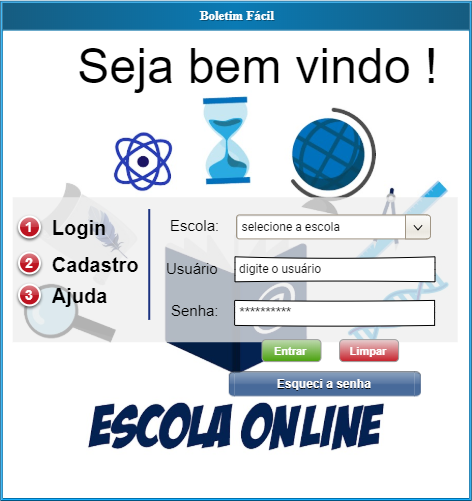 Boletim Fácil
Seja bem vindo !
1 Login
2 Cadastro
3 Ajuda
Escola: selecione a escola
Usuário digite o usuário
Senha: **********
Entrar Limpar
Esqueci a senha
@
ESCOLA ONLINE